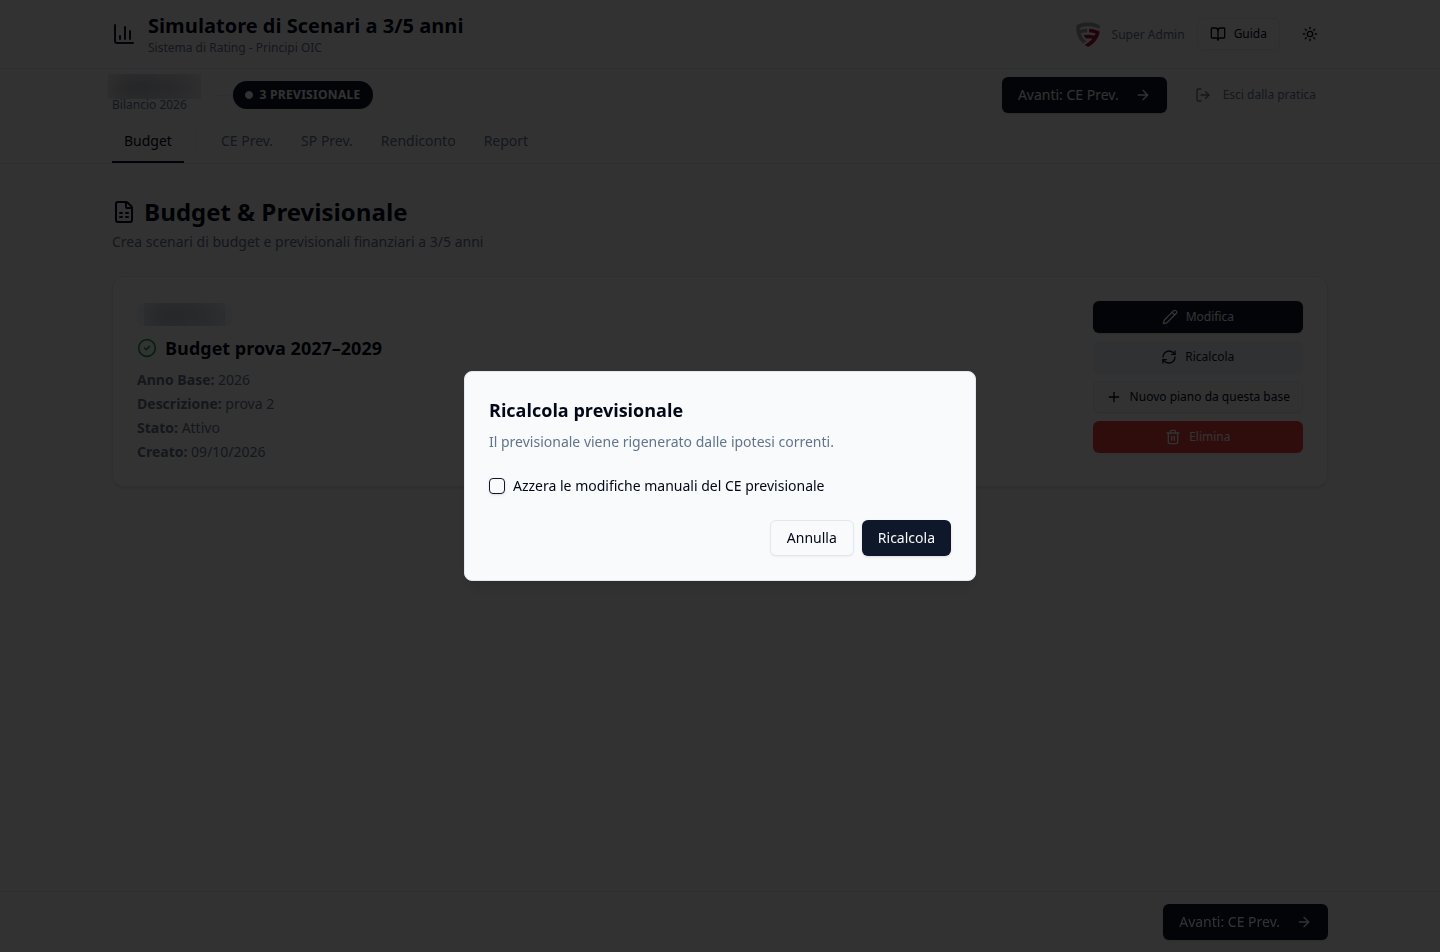 Simulatore di Scenari a 3/5 anni
Sistema di Rating - Principi OIC
Super Admin
Guida
Bilancio 2026
3 PREVISIONALE
Avanti: CE Prev.
Esci dalla pratica
Budget
CE Prev.
SP Prev.
Rendiconto
Report
Budget & Previsionale
Crea scenari di budget e previsionali finanziari a 3/5 anni
Budget prova 2027–2029
Anno Base: 2026
Descrizione: prova 2
Stato: Attivo
Creato: 09/10/2026
Modifica
Ricalcola
Nuovo piano da questa base
Elimina
Ricalcola previsionale
Il previsionale viene rigenerato dalle ipotesi correnti.
Azzera le modifiche manuali del CE previsionale
Annulla
Ricalcola
Avanti: CE Prev.